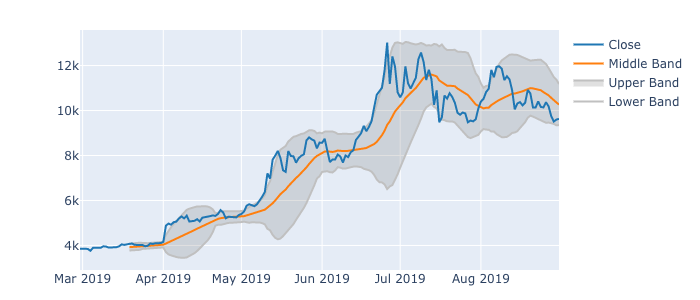 Close
Middle Band
Upper Band
Lower Band
12k
10k
8k
6k
4k
Mar 2019 Apr 2019 May 2019 Jun 2019 Jul 2019 Aug 2019